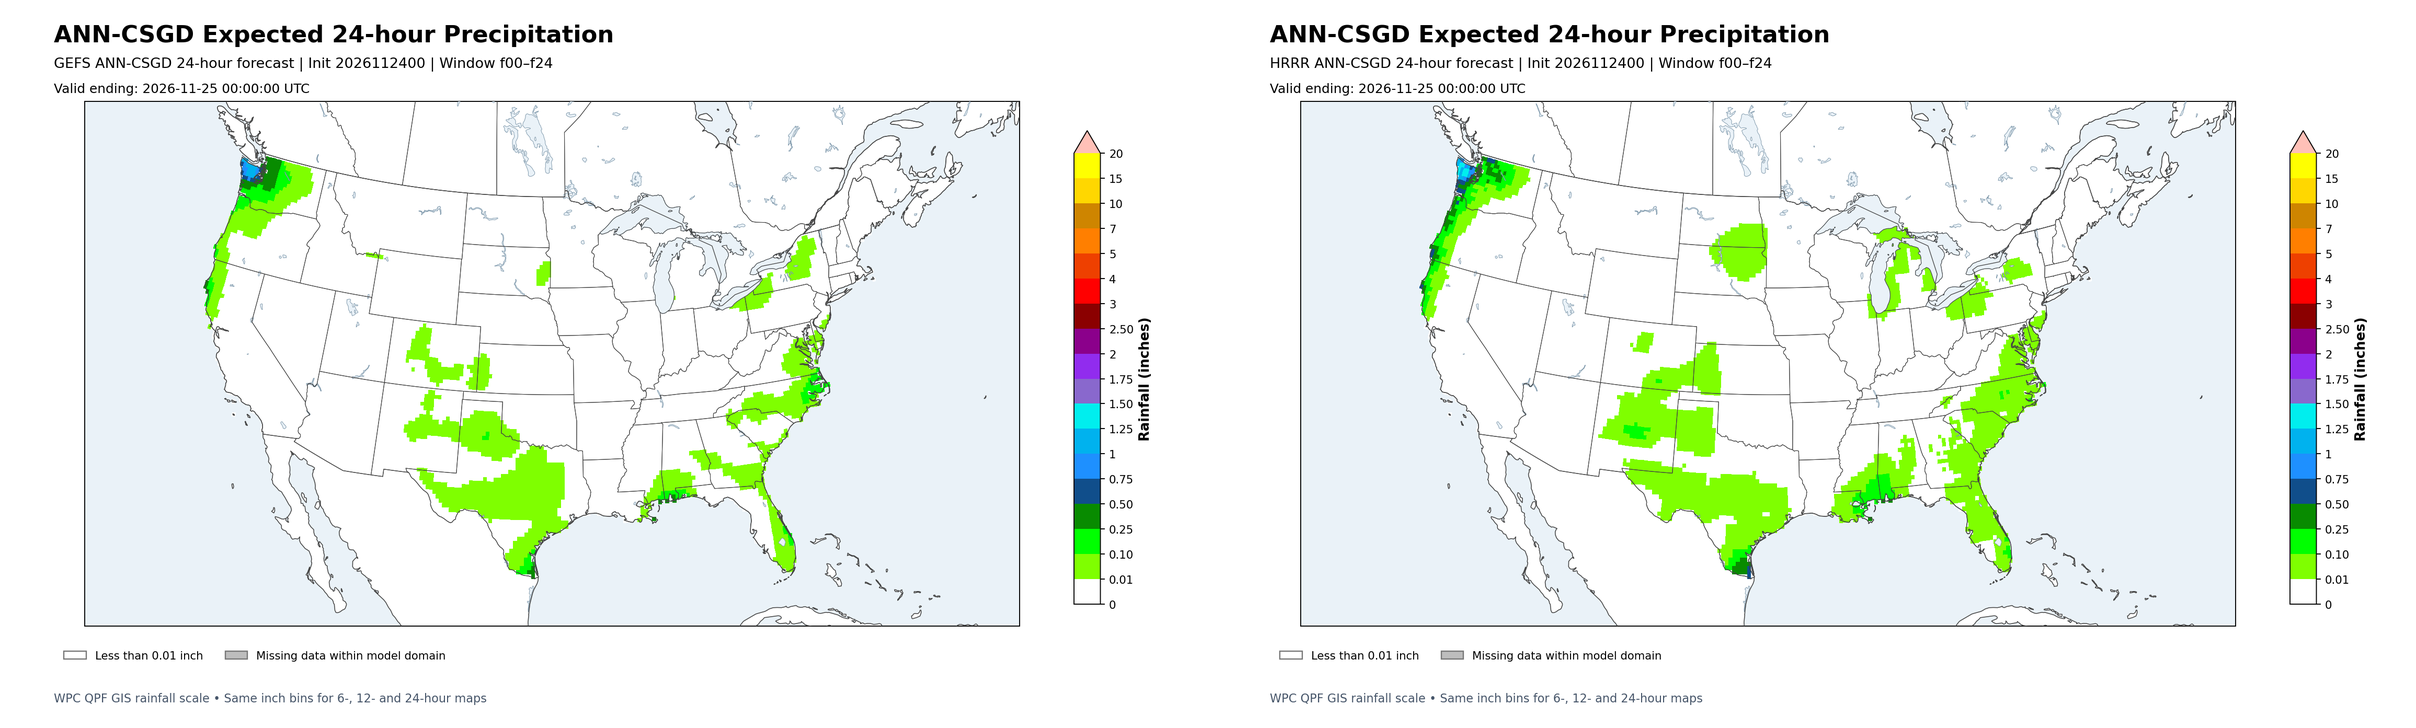 ANN-CSGD Expected 24-hour Precipitation
GEFS ANN-CSGD 24-hour forecast | Init 2026112400 | Window f00–f24
Valid ending: 2026-11-25 00:00:00 UTC
20
15
10
7
5
4
3
2.50
2
1.75
1.50
1.25
1
0.75
0.50
0.25
0.10
0.01
0
Rainfall (inches)
Less than 0.01 inch
Missing data within model domain
WPC QPF GIS rainfall scale • Same inch bins for 6-, 12- and 24-hour maps
ANN-CSGD Expected 24-hour Precipitation
HRRR ANN-CSGD 24-hour forecast | Init 2026112400 | Window f00–f24
Valid ending: 2026-11-25 00:00:00 UTC
20
15
10
7
5
4
3
2.50
2
1.75
1.50
1.25
1
0.75
0.50
0.25
0.10
0.01
0
Rainfall (inches)
Less than 0.01 inch
Missing data within model domain
WPC QPF GIS rainfall scale • Same inch bins for 6-, 12- and 24-hour maps